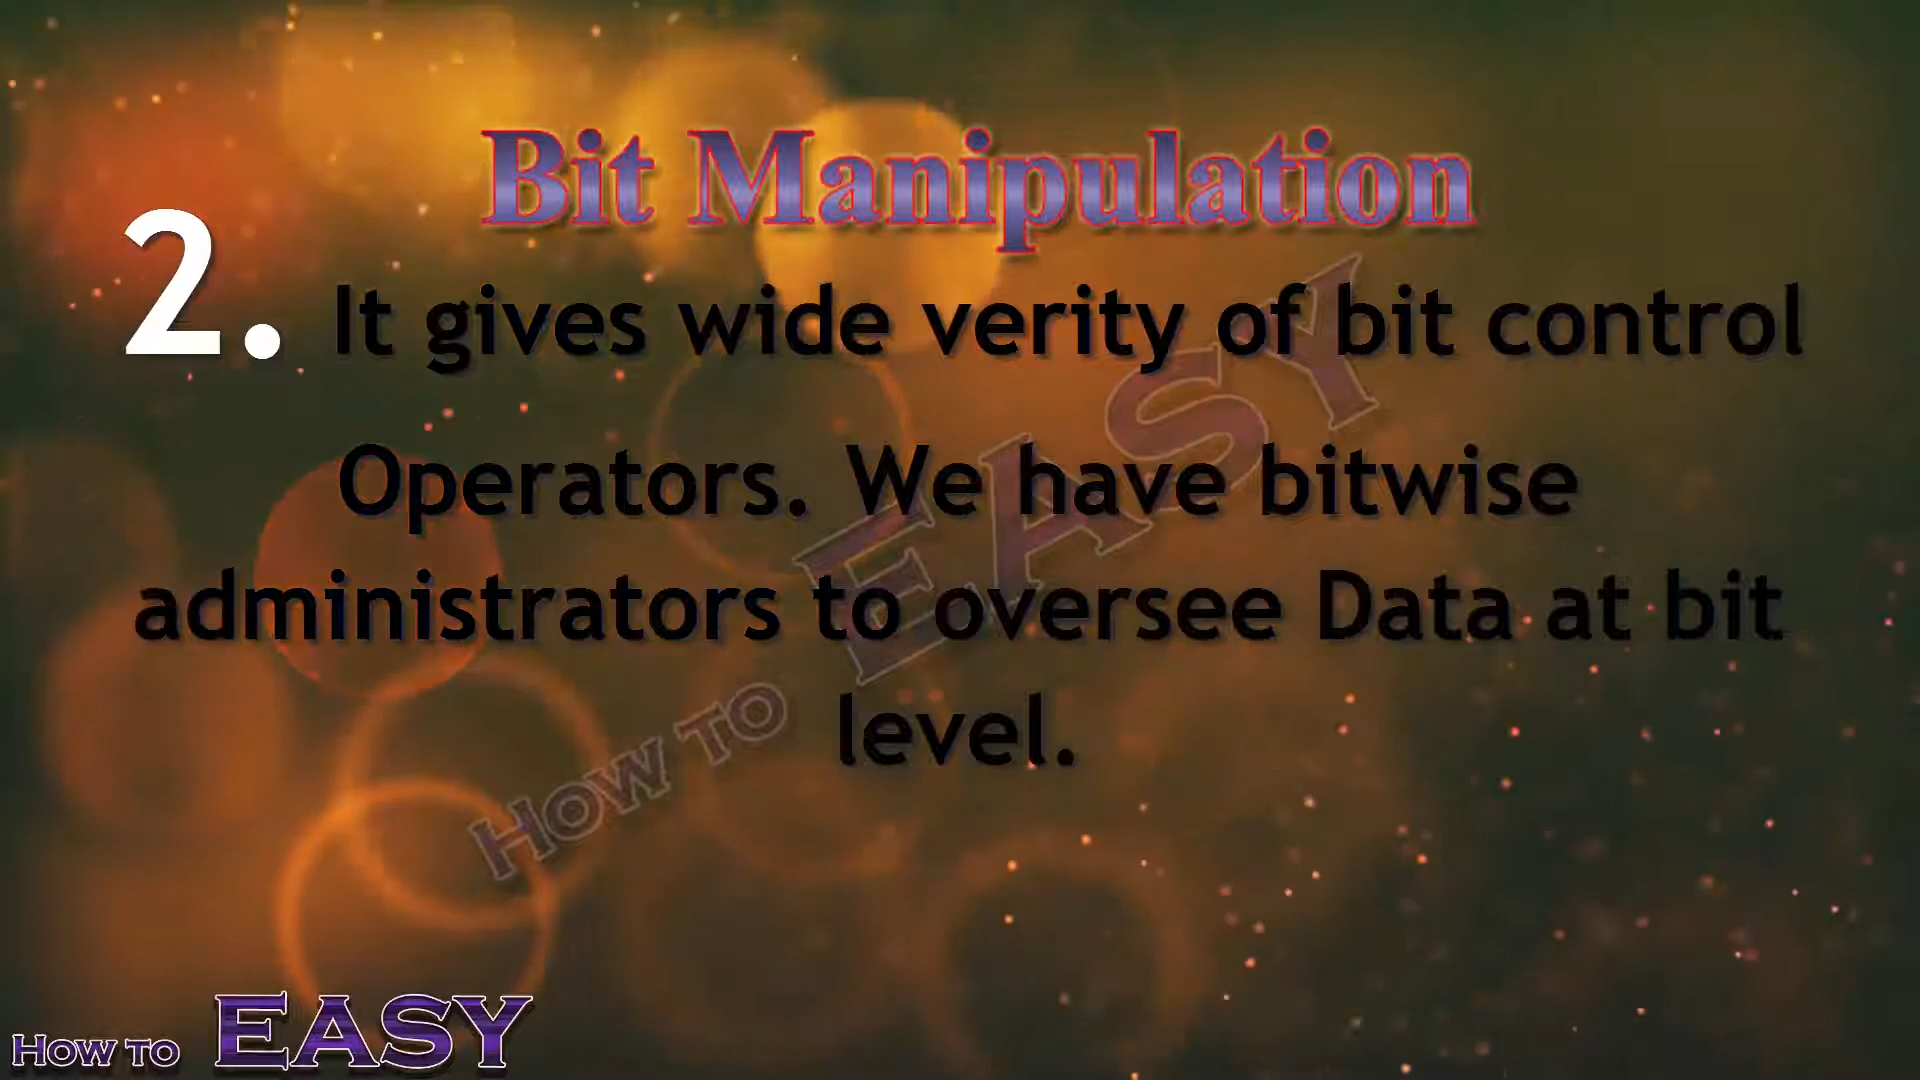 Bit Manipulation
2. It gives wide verity of bit control
Operators. We have bitwise
administrators to oversee Data at bit
level.
How to EASY
How to EASY